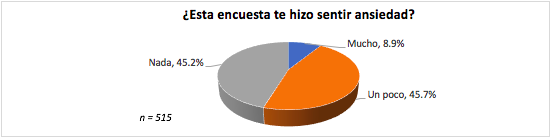 ¿Esta encuesta te hizo sentir ansiedad?
Mucho, 8.9%
Nada, 45.2%
Un poco, 45.7%
n = 515